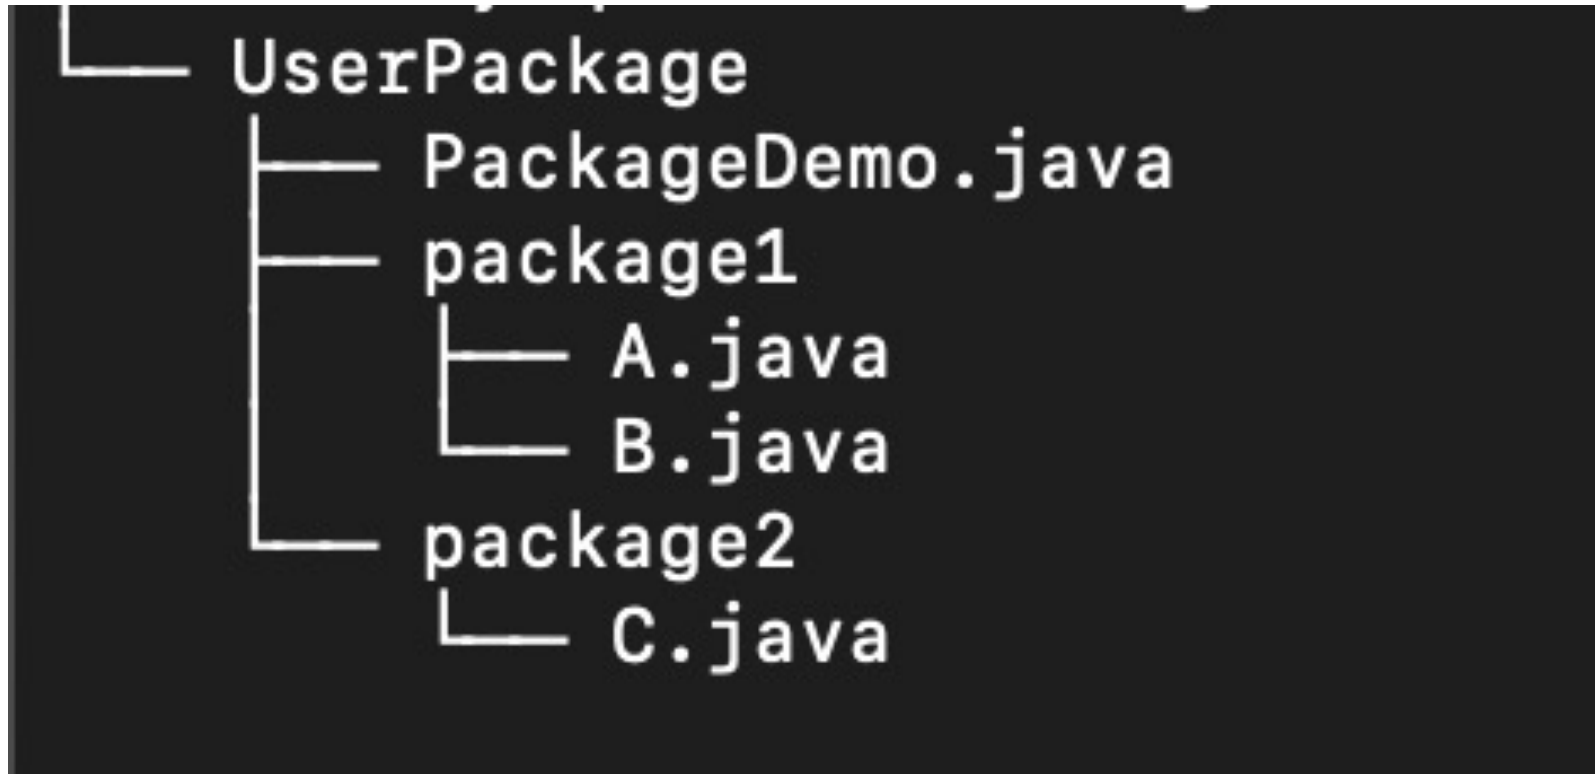 └── UserPackage
    ├── PackageDemo.java
    ├── package1
    │   ├── A.java
    │   └── B.java
    └── package2
        └── C.java